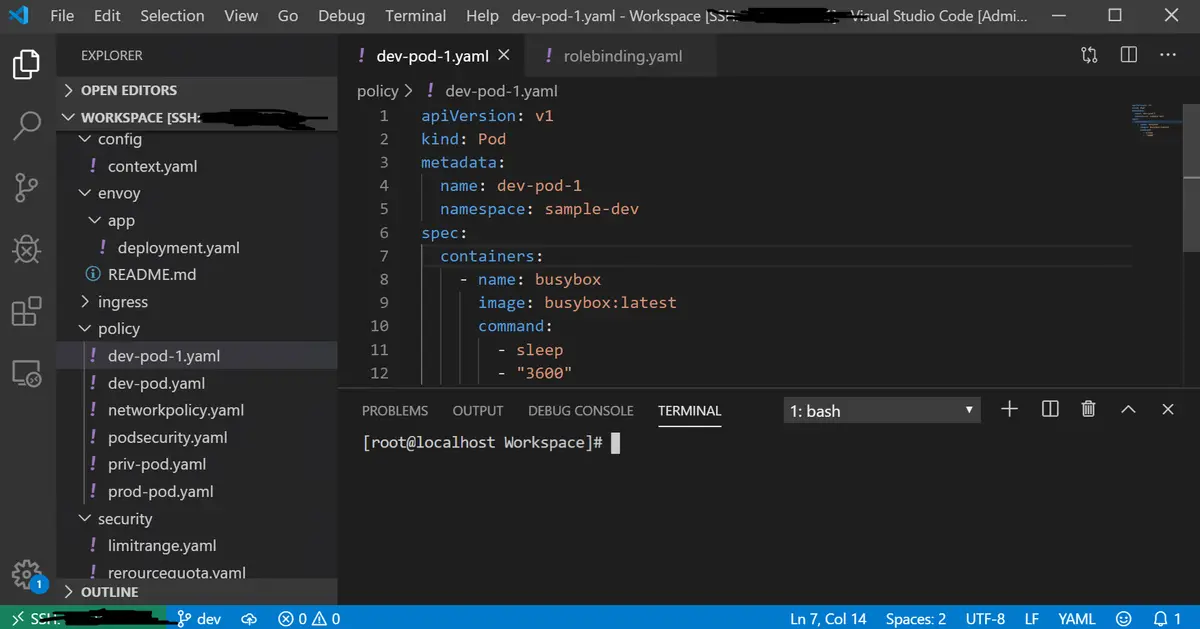 File Edit Selection View Go Debug Terminal Help dev-pod-1.yaml - Workspace [SSH: Visual Studio Code [Admi...
EXPLORER
OPEN EDITORS
WORKSPACE [SSH:
config
context.yaml
envoy
app
deployment.yaml
README.md
ingress
policy
dev-pod-1.yaml
dev-pod.yaml
networkpolicy.yaml
podsecurity.yaml
priv-pod.yaml
prod-pod.yaml
security
limitrange.yaml
rerourcequota.yaml
OUTLINE
dev-pod-1.yaml rolebinding.yaml
policy > dev-pod-1.yaml
1 apiVersion: v1
2 kind: Pod
3 metadata:
4 name: dev-pod-1
5 namespace: sample-dev
6 spec:
7 containers:
8 - name: busybox
9 image: busybox:latest
10 command:
11 - sleep
12 - "3600"
PROBLEMS OUTPUT DEBUG CONSOLE TERMINAL 1: bash
[root@localhost Workspace]#
1
SSH: dev 0 0 Ln 7, Col 14 Spaces: 2 UTF-8 LF YAML 1